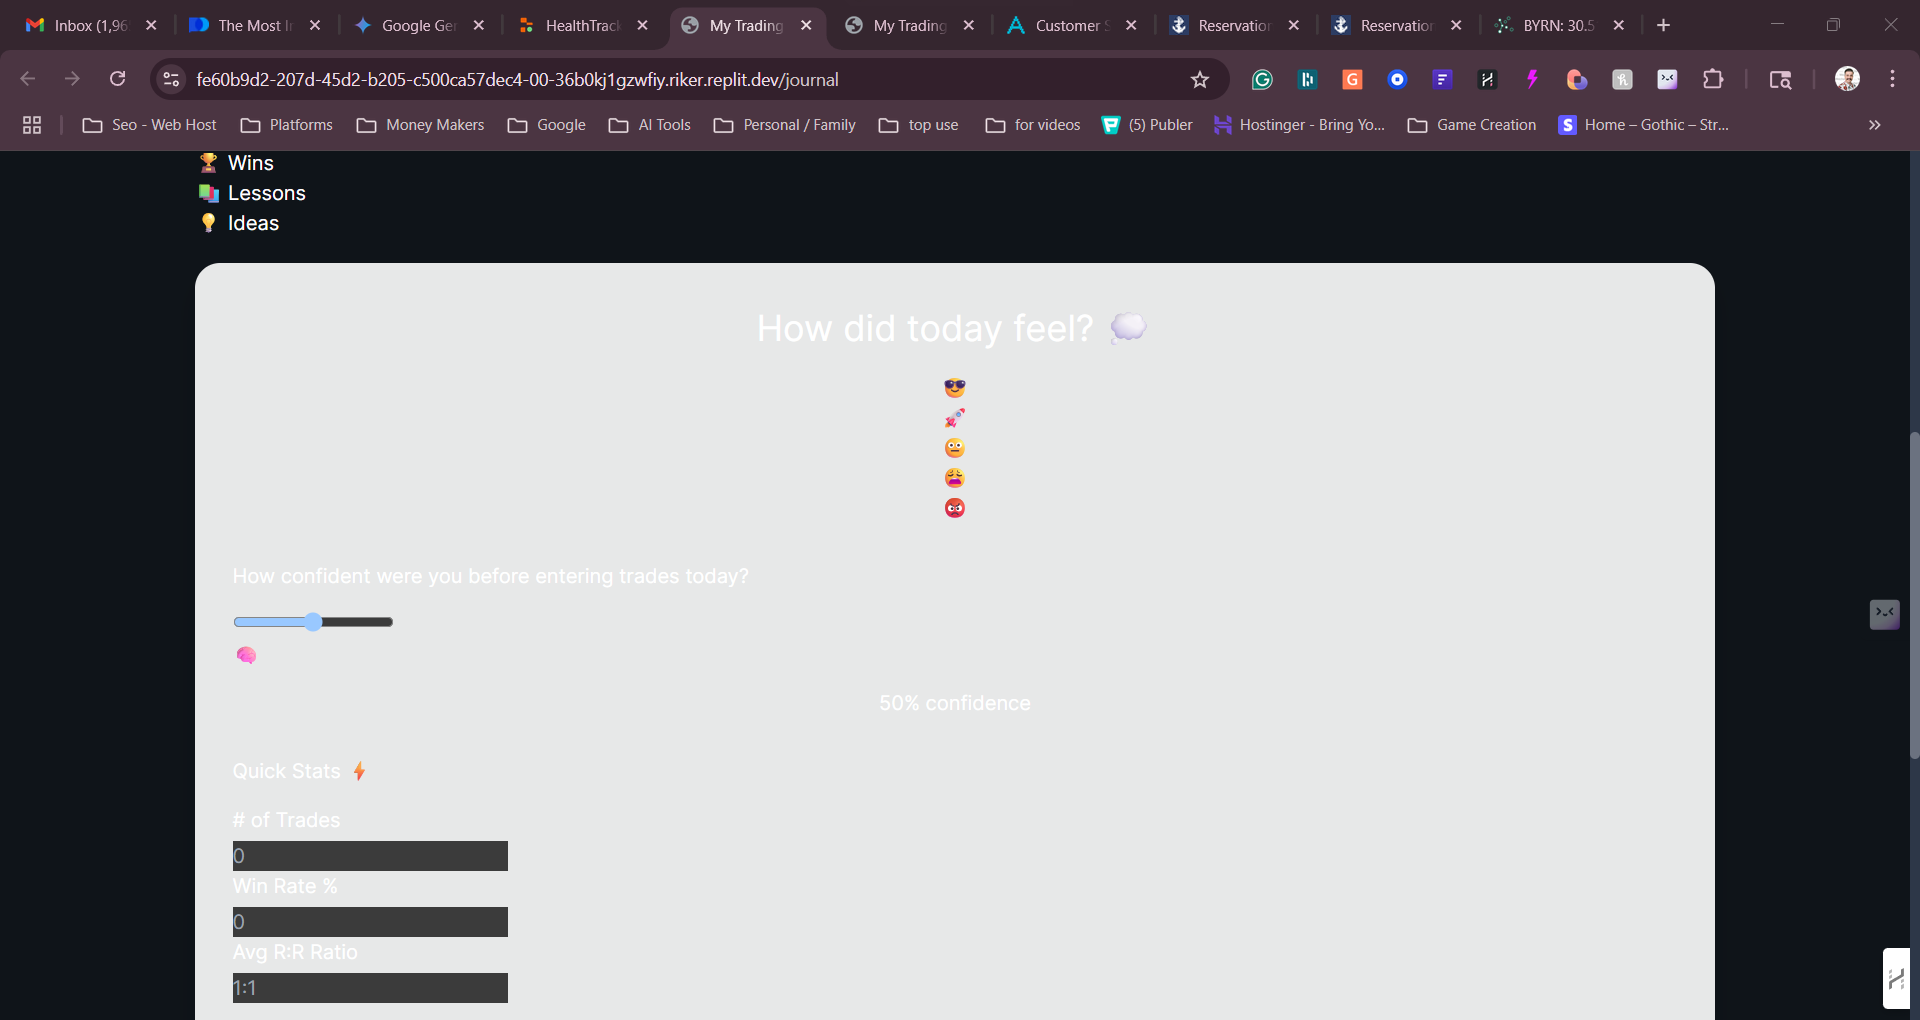 Inbox (1,96
The Most In
Google Ger
HealthTrack
My Trading
My Trading
Customer S
Reservation
Reservation
BYRN: 30.5
fe60b9d2-207d-45d2-b205-c500ca57dec4-00-36b0kj1gzwfiy.riker.replit.dev/journal
Seo - Web Host
Platforms
Money Makers
Google
AI Tools
Personal / Family
top use
for videos
(5) Publer
Hostinger - Bring Yo...
Game Creation
Home – Gothic – Str...
🏆 Wins
📚 Lessons
💡 Ideas
How did today feel? 💭
😎
🚀
😐
😩
😡
How confident were you before entering trades today?
🧠
50% confidence
Quick Stats ⚡
# of Trades
0
Win Rate %
0
Avg R:R Ratio
1:1